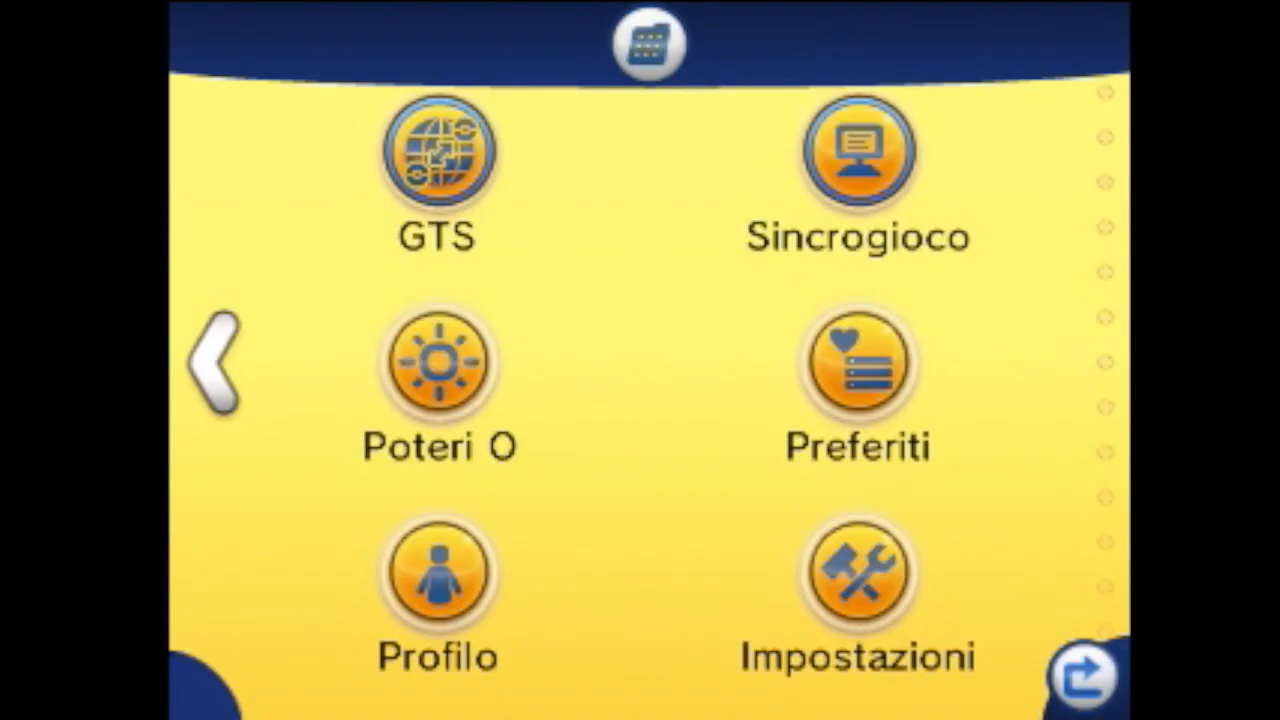 GTS
Sincrogioco
Poteri O
Preferiti
Profilo
Impostazioni